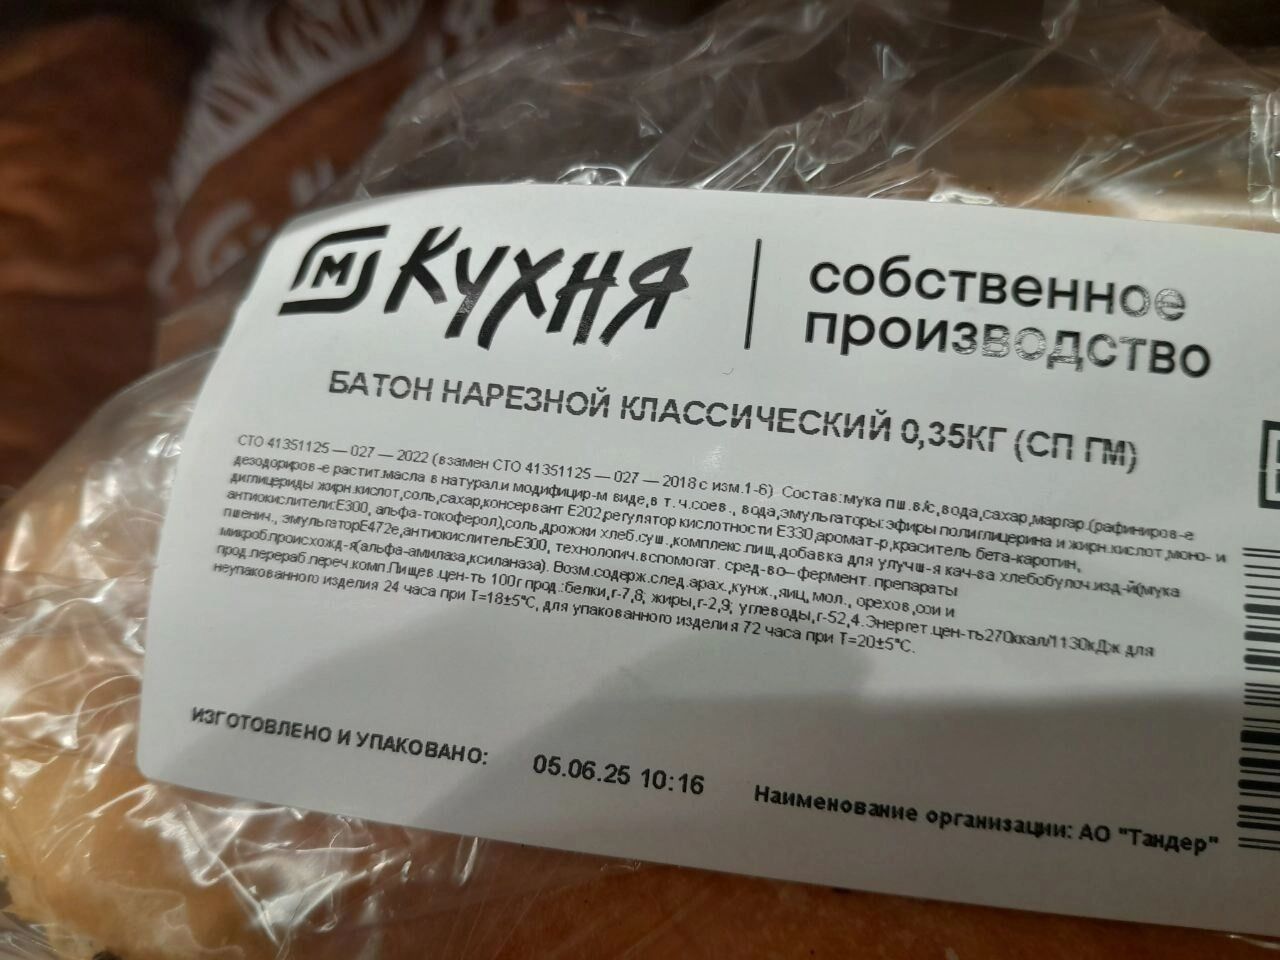 М КУХНЯ
собственное
производство
БАТОН НАРЕЗНОЙ КЛАССИЧЕСКИЙ 0,35КГ (СП ГМ)
СТО 41351125 — 027 — 2022 (взамен СТО 41351125 — 027 — 2018 с изм.1-6) Состав:мука пш.в/с,вода,сахар,маргар.(рафиниров-е
дезодориров-е растит.масла в натурал.и модифицир-м виде,в т.ч.соев., вода,эмульгаторы:эфиры полиглицерина и жирн.кислот,моно- и
диглицериды жирн.кислот,соль,сахар,консервант Е202,регулятор кислотности Е330,аромат-р,краситель бета-каротин,
антиокислители:Е300, альфа-токоферол),соль,дрожжи хлеб.суш.,комплекс.пищ.добавка для улучш-я кач-ва хлебобулоч.изд-й(мука
пшенич., эмульгаторЕ472е,антиокислительЕ300, технологич.вспомогат. сред-во–фермент. препараты
микроб.происхожд-я(альфа-амилаза,ксиланаза). Возм.содерж.след.арах.,кунж.,яиц, мол., орехов,сои и
прод.перераб.переч.комп.Пищев.цен-ть 100г прод.:белки,г-7,8; жиры,г-2,9; углеводы,г-52,4.Энергет.цен-ть270ккал/1130кДж для
неупакованного изделия 24 часа при Т=18±5°С, для упакованного изделия 72 часа при Т=20±5°С.
ИЗГОТОВЛЕНО И УПАКОВАНО: 05.06.25 10:16
Наименование организации: АО "Тандер"